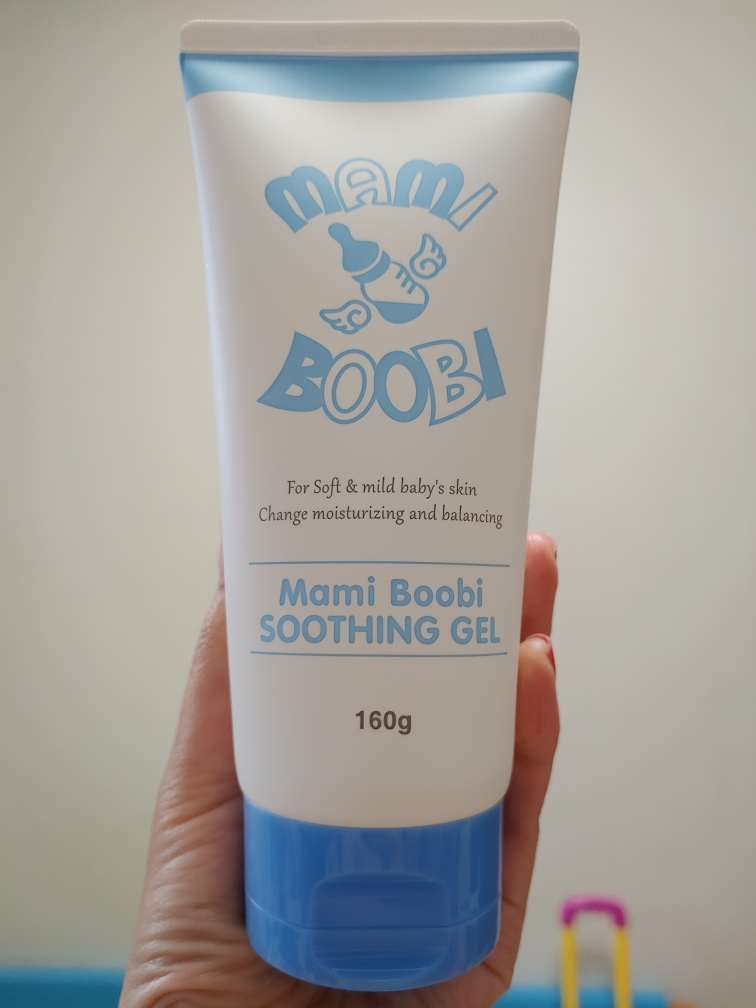 MAMI
BOOBI
For Soft & mild baby's skin
Change moisturizing and balancing
Mami Boobi
SOOTHING GEL
160g